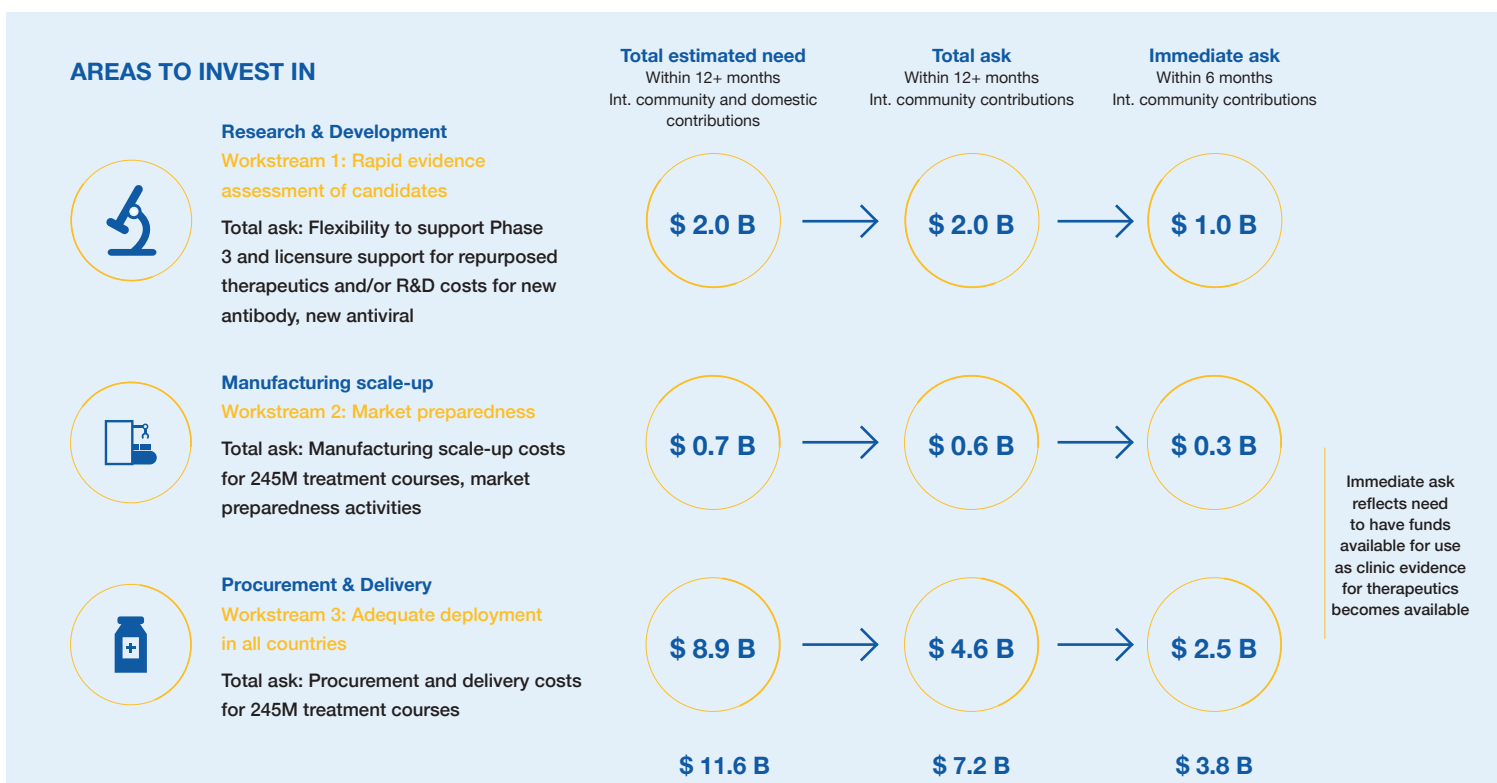 AREAS TO INVEST IN
Total estimated need
Within 12+ months
Int. community and domestic
contributions
Total ask
Within 12+ months
Int. community contributions
Immediate ask
Within 6 months
Int. community contributions
Research & Development
Workstream 1: Rapid evidence
assessment of candidates
Total ask: Flexibility to support Phase
3 and licensure support for repurposed
therapeutics and/or R&D costs for new
antibody, new antiviral
$ 2.0 B
$ 2.0 B
$ 1.0 B
Manufacturing scale-up
Workstream 2: Market preparedness
Total ask: Manufacturing scale-up costs
for 245M treatment courses, market
preparedness activities
$ 0.7 B
$ 0.6 B
$ 0.3 B
Procurement & Delivery
Workstream 3: Adequate deployment
in all countries
Total ask: Procurement and delivery costs
for 245M treatment courses
$ 8.9 B
$ 4.6 B
$ 2.5 B
Immediate ask
reflects need
to have funds
available for use
as clinic evidence
for therapeutics
becomes available
$ 11.6 B
$ 7.2 B
$ 3.8 B